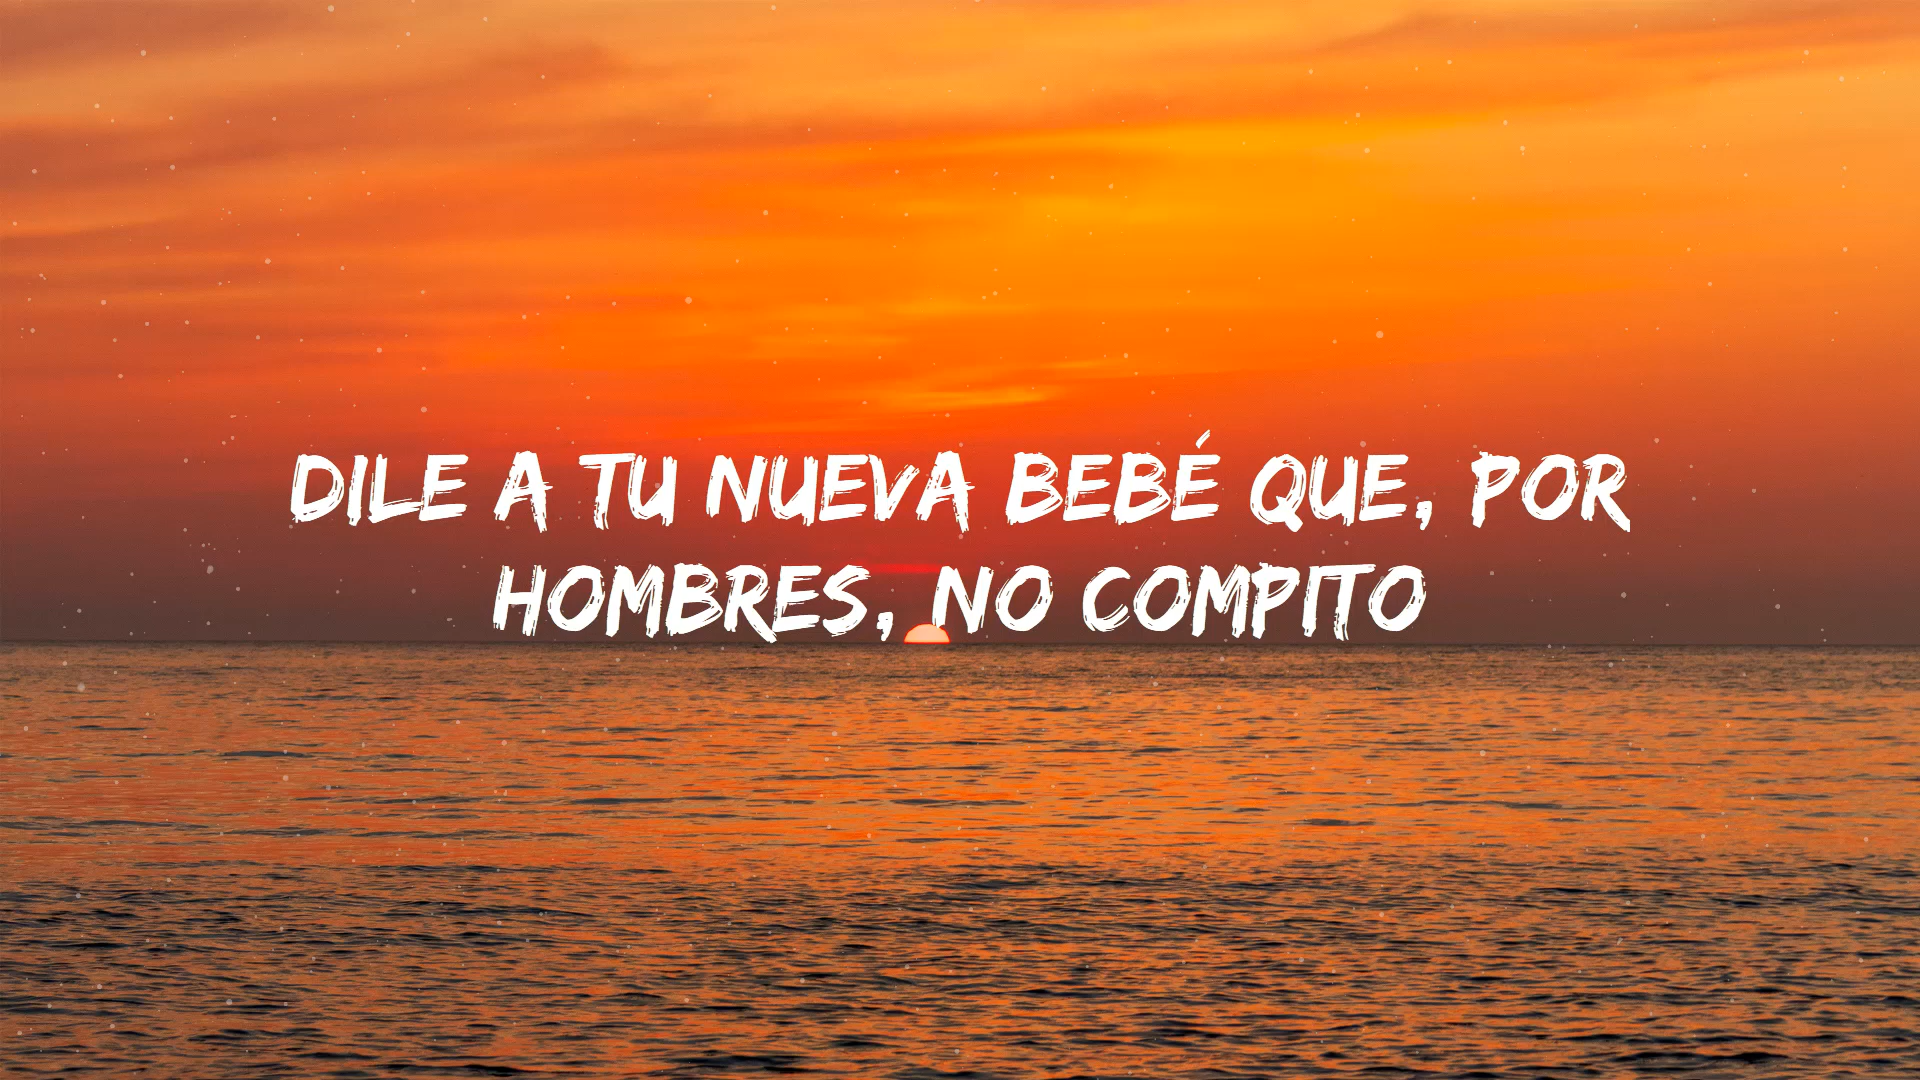 DILE A TU NUEVA BEBÉ QUE, POR
HOMBRES, NO COMPITO